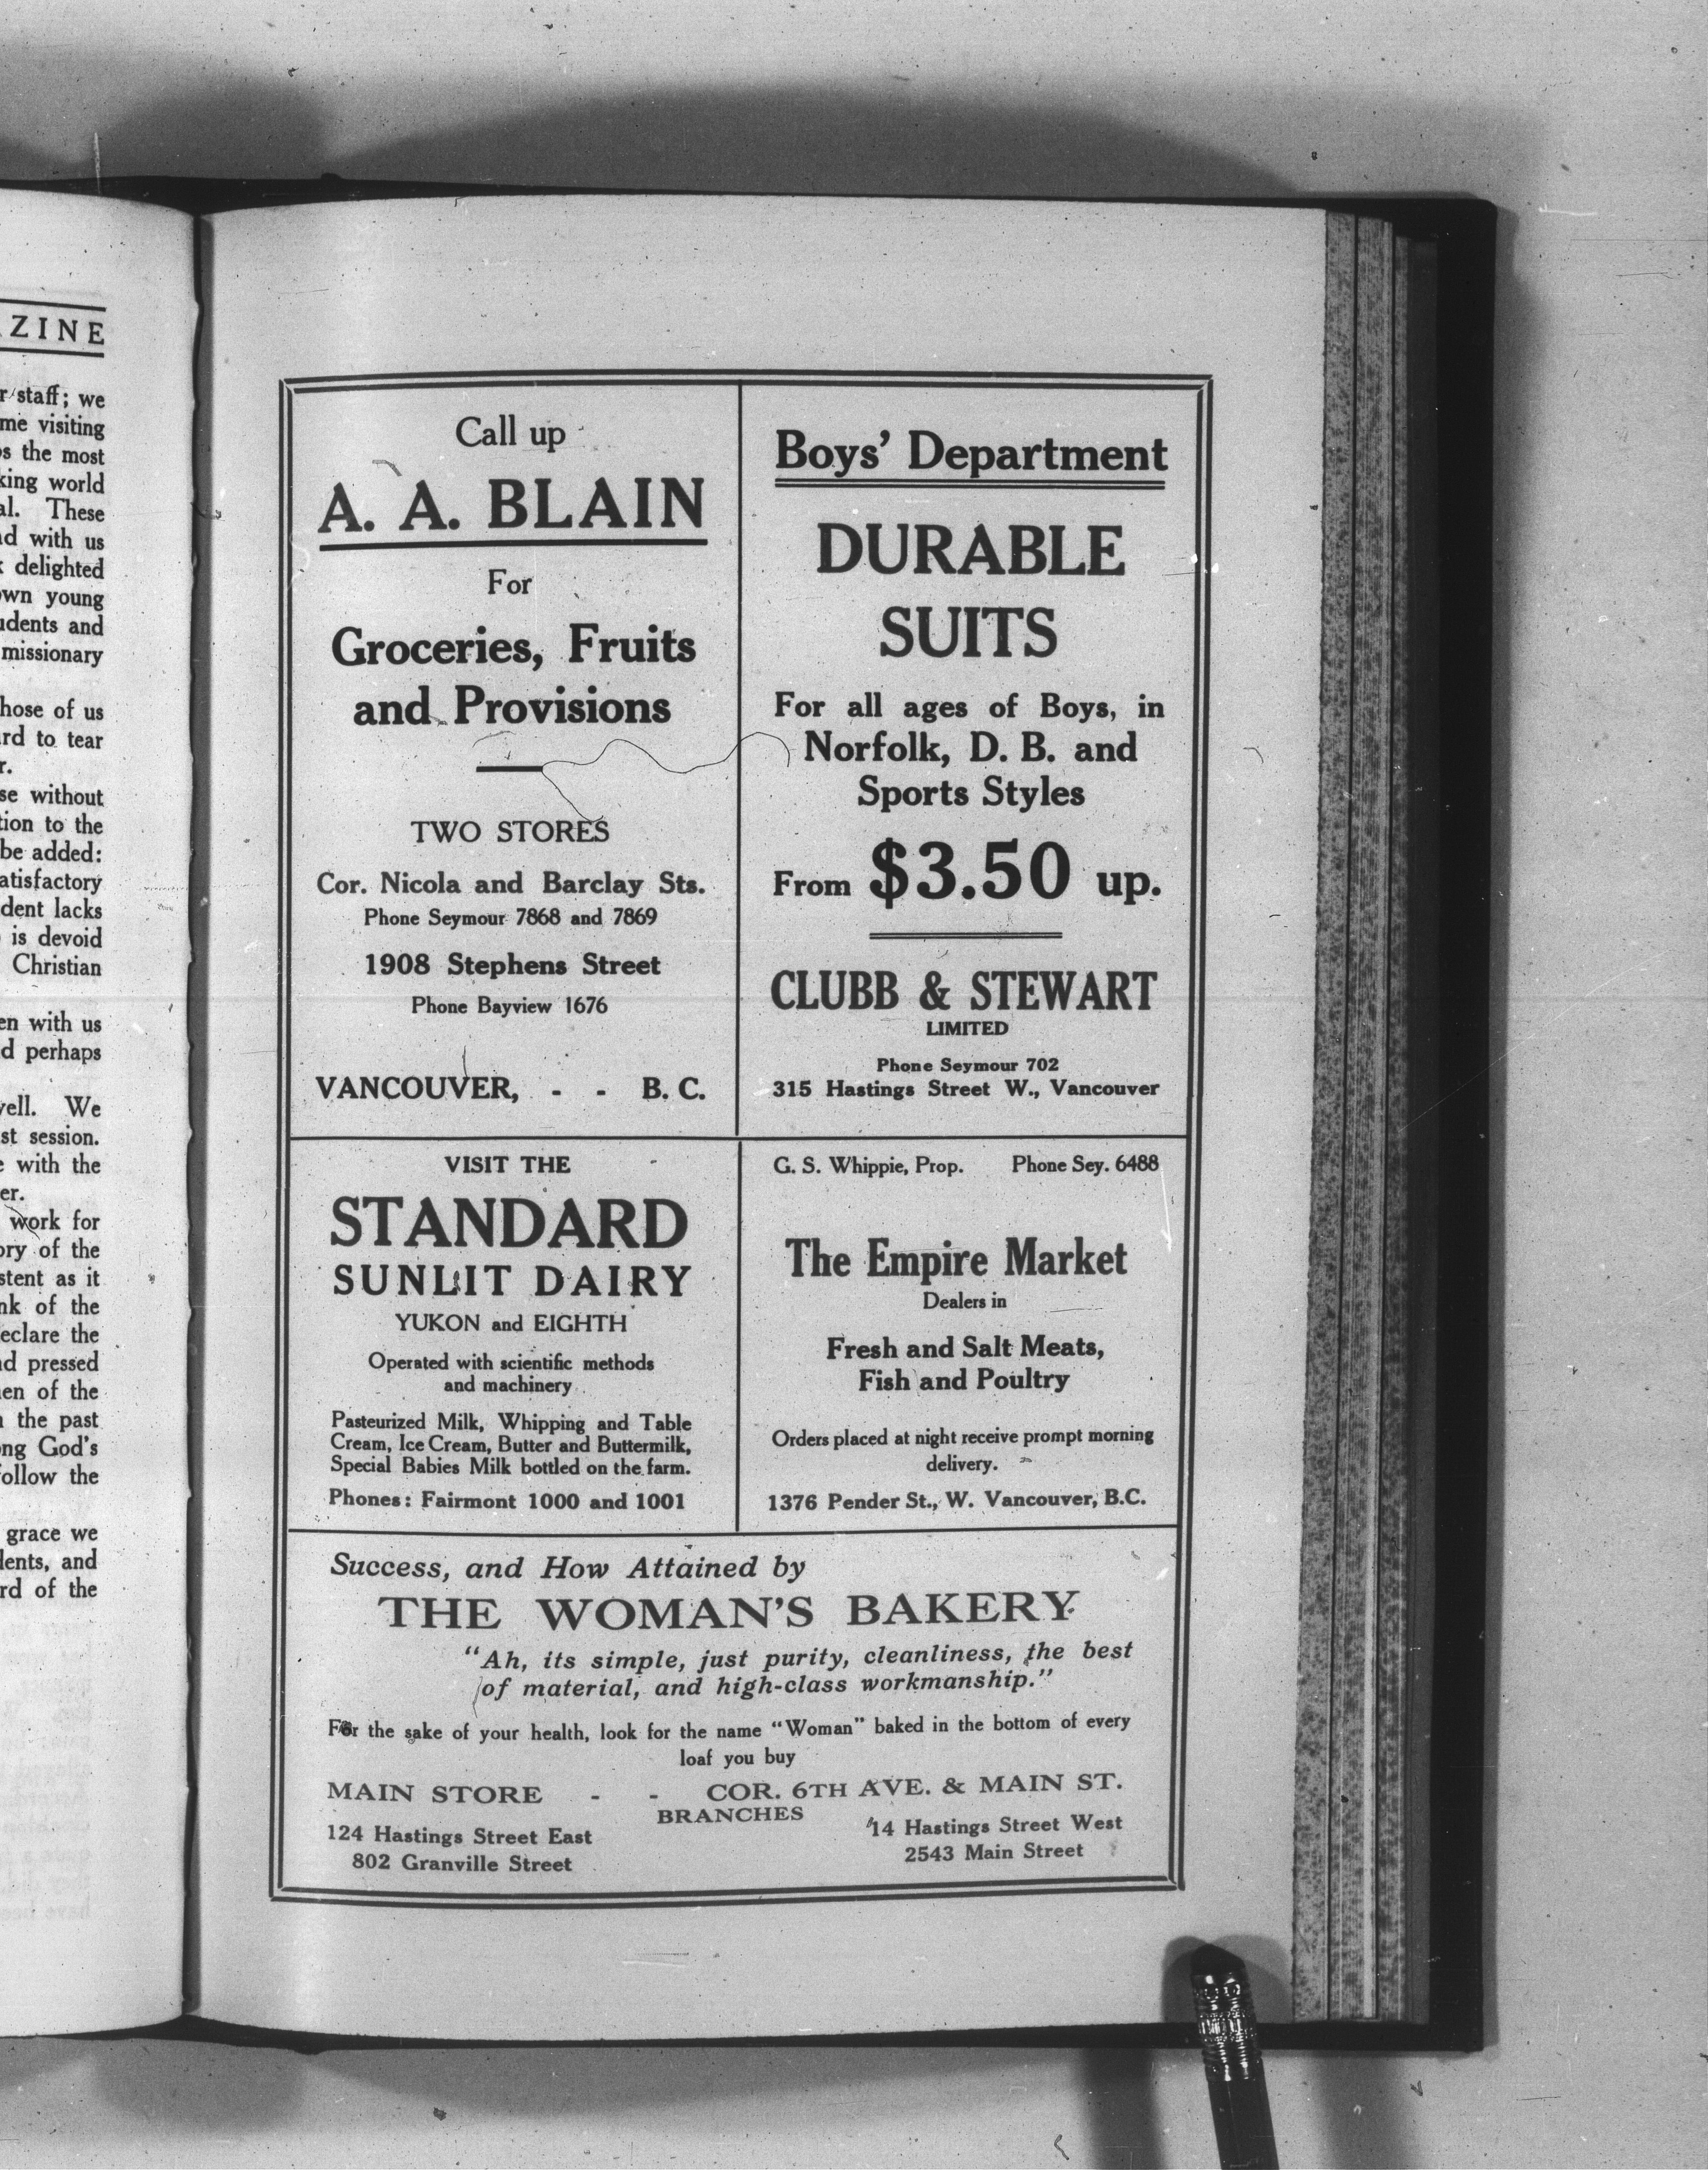 ZINE
staff; we
me visiting
the most
king world
al. These
with us
delighted
own young
udents and
missionary
hose of us
rd to tear
r.
se without
tion to the
be added:
atisfactory
dent lacks
is devoid
Christian
en with us
d perhaps
vell. We
st session.
with the
er.
work for
ory of the
stent as it
nk of the
eclare the
d pressed
en of the
the past
ng God's
ollow the
grace we
dents, and
rd of the
Call up
A. A. BLAIN
For
Groceries, Fruits
and Provisions
TWO STORES
Cor. Nicola and Barclay Sts.
Phone Seymour 7868 and 7869
1908 Stephens Street
Phone Bayview 1676
VANCOUVER, - - B. C.
Boys' Department
DURABLE
SUITS
For all ages of Boys, in
Norfolk, D. B. and
Sports Styles
From $3.50 up.
CLUBB & STEWART
LIMITED
Phone Seymour 702
315 Hastings Street W., Vancouver
VISIT THE
STANDARD
SUNLIT DAIRY
YUKON and EIGHTH
Operated with scientific methods
and machinery
Pasteurized Milk, Whipping and Table
Cream, Ice Cream, Butter and Buttermilk,
Special Babies Milk bottled on the farm.
Phones: Fairmont 1000 and 1001
G. S. Whippie, Prop. Phone Sey. 6488
The Empire Market
Dealers in
Fresh and Salt Meats,
Fish and Poultry
Orders placed at night receive prompt morning
delivery.
1376 Pender St., W. Vancouver, B.C.
Success, and How Attained by
THE WOMAN'S BAKERY
"Ah, its simple, just purity, cleanliness, the best
of material, and high-class workmanship."
For the sake of your health, look for the name "Woman" baked in the bottom of every
loaf you buy
MAIN STORE - - COR. 6TH AVE. & MAIN ST.
BRANCHES
124 Hastings Street East
802 Granville Street
14 Hastings Street West
2543 Main Street